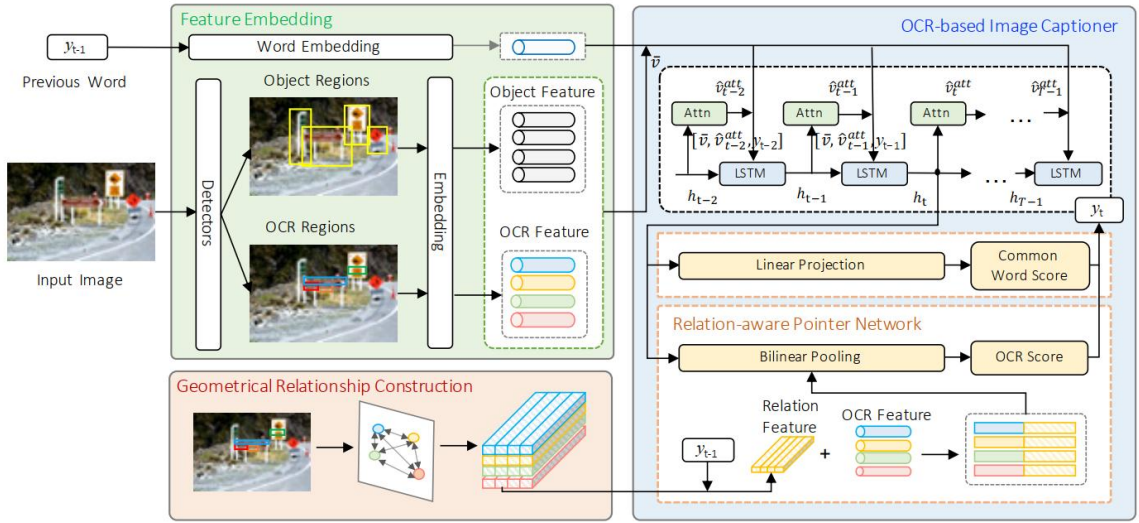 Feature Embedding
y_{t-1}
Previous Word
Word Embedding
Object Regions
Detectors
Input Image
OCR Regions
Embedding
Object Feature
OCR Feature
Geometrical Relationship Construction
OCR-based Image Captioner
v̄
v̂_{t-2}^{att}
v̂_{t-1}^{att}
v̂_{t}^{att}
v̂_{T-1}^{att}
Attn
Attn
Attn
...
[v̄, v̂_{t-2}^{att}, y_{t-2}]
[v̄, v̂_{t-1}^{att}, y_{t-1}]
LSTM
LSTM
...
LSTM
h_{t-2}
h_{t-1}
h_{t}
h_{T-1}
y_{t}
Linear Projection
Common
Word Score
Relation-aware Pointer Network
Bilinear Pooling
OCR Score
Relation
Feature
OCR Feature
y_{t-1}
+